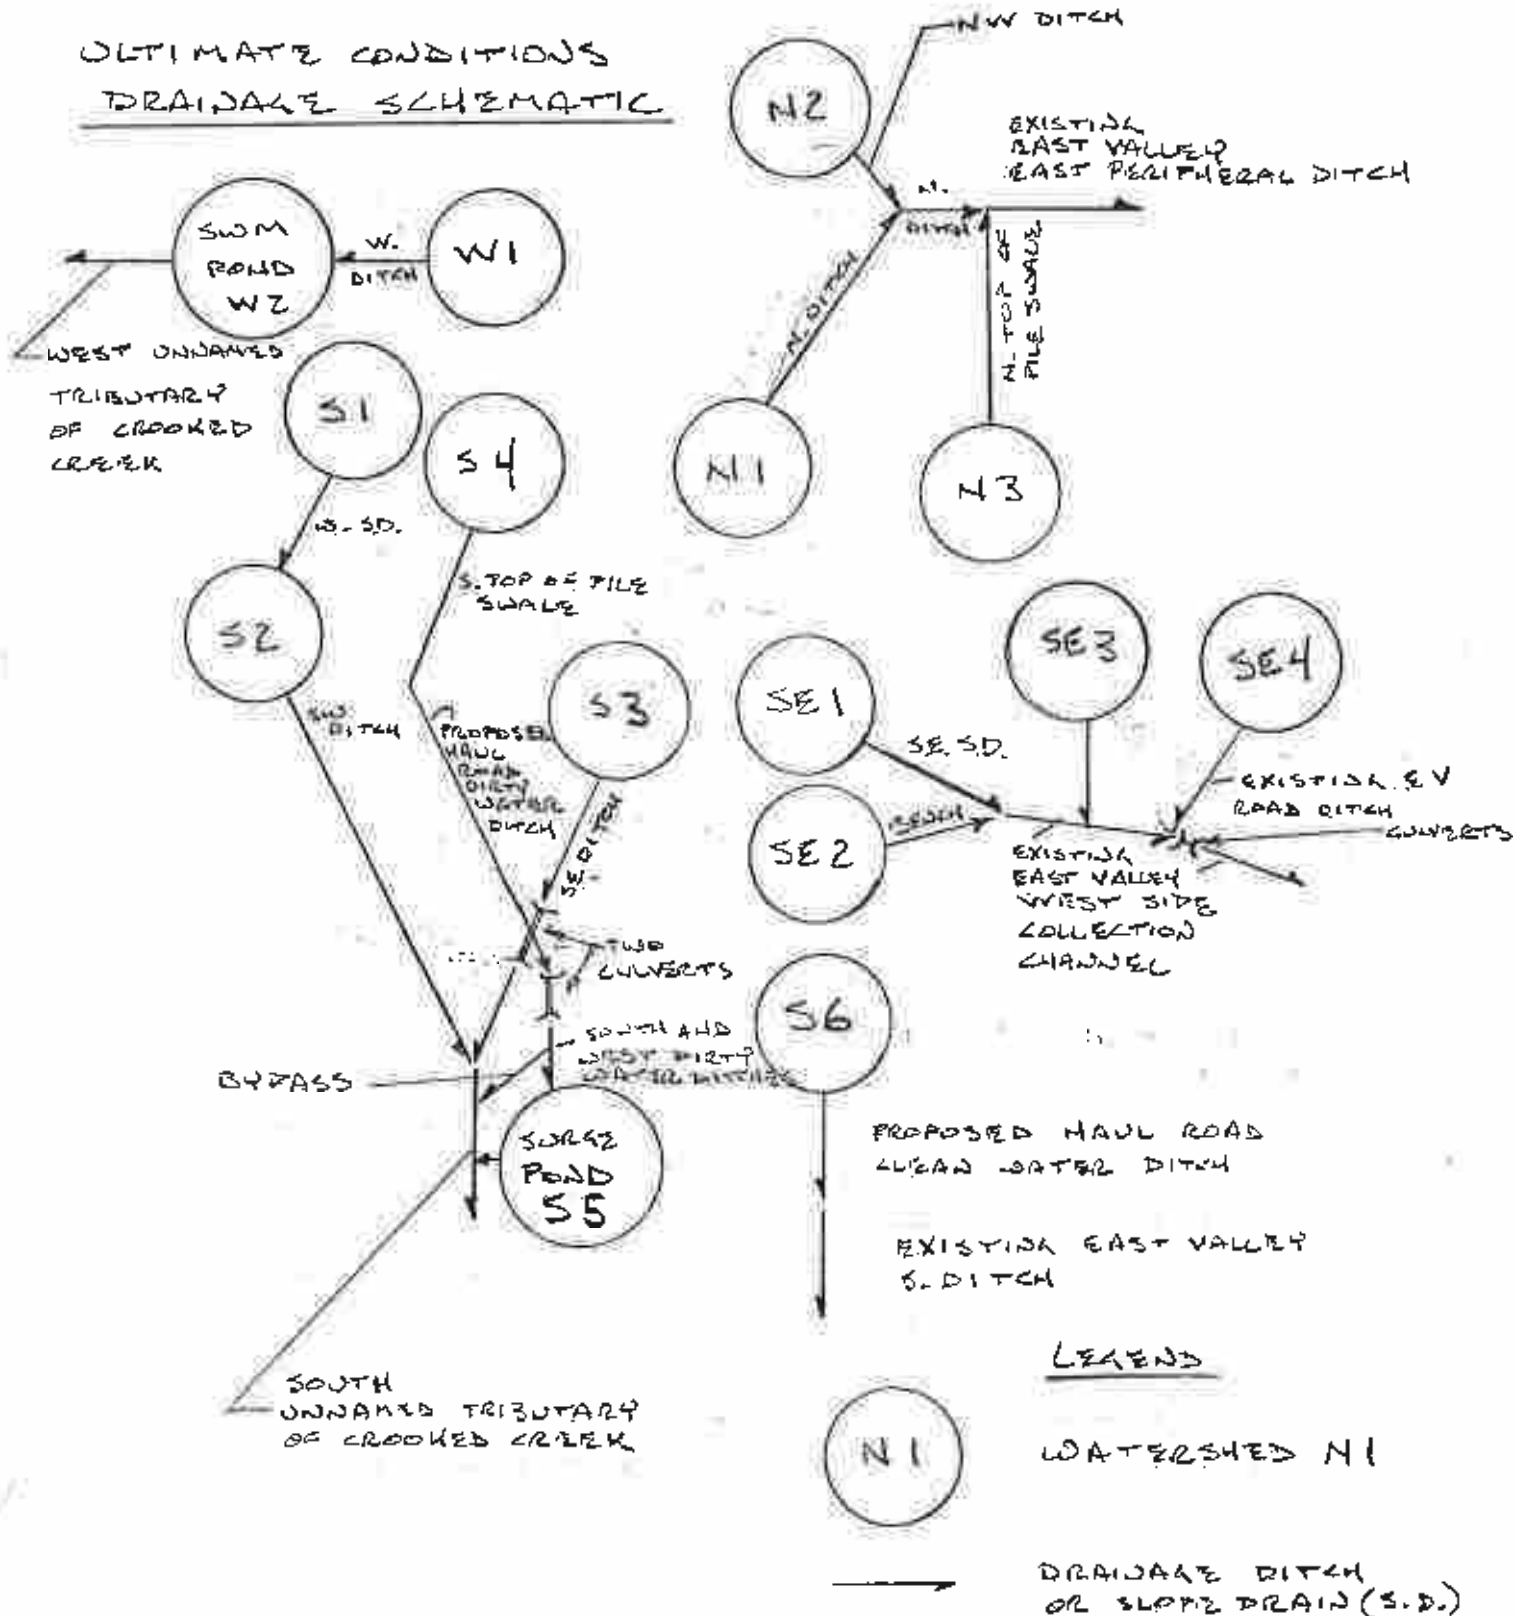 ULTIMATE CONDITIONS
DRAINAGE SCHEMATIC
NW DITCH
N2
EXISTING
EAST VALLEY
EAST PERIPHERAL DITCH
N.
DITCH
SWM
POND
W2
W.
DITCH
W1
N. DITCH
N. TOP OF
PILE SWALE
WEST UNNAMED
TRIBUTARY
OF CROOKED
CREEK
S1
S4
N1
N3
S.D.
S. TOP OF PILE
SWALE
S2
S3
SE1
SE3
SE4
SW.
DITCH
PROPOSED
HAUL
ROAD
DIRTY
WATER
DITCH
SE. DITCH
SE. S.D.
BENCH
SE2
EXISTING EV
ROAD DITCH
CULVERTS
EXISTING
EAST VALLEY
WEST SIDE
COLLECTION
CHANNEL
TWO
CULVERTS
S6
SOUTH AND
WEST DIRTY
WATER DITCHES
BYPASS
SURGE
POND
S5
PROPOSED HAUL ROAD
CLEAN WATER DITCH
EXISTING EAST VALLEY
S. DITCH
SOUTH
UNNAMED TRIBUTARY
OF CROOKED CREEK
LEGEND
N1
WATERSHED N1
DRAINAGE DITCH
OR SLOPE DRAIN (S.D.)